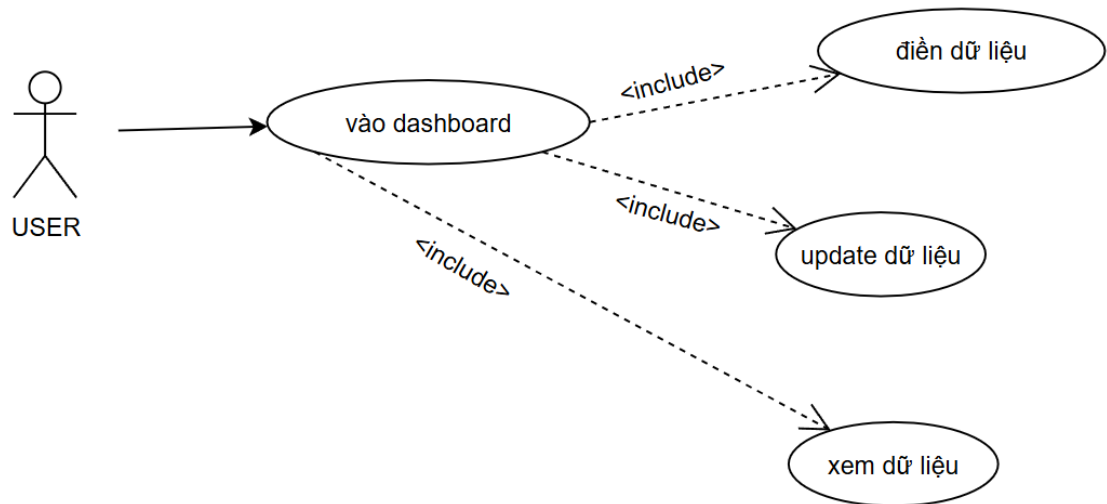 điền dữ liệu
<include>
vào dashboard
USER
<include>
update dữ liệu
<include>
xem dữ liệu